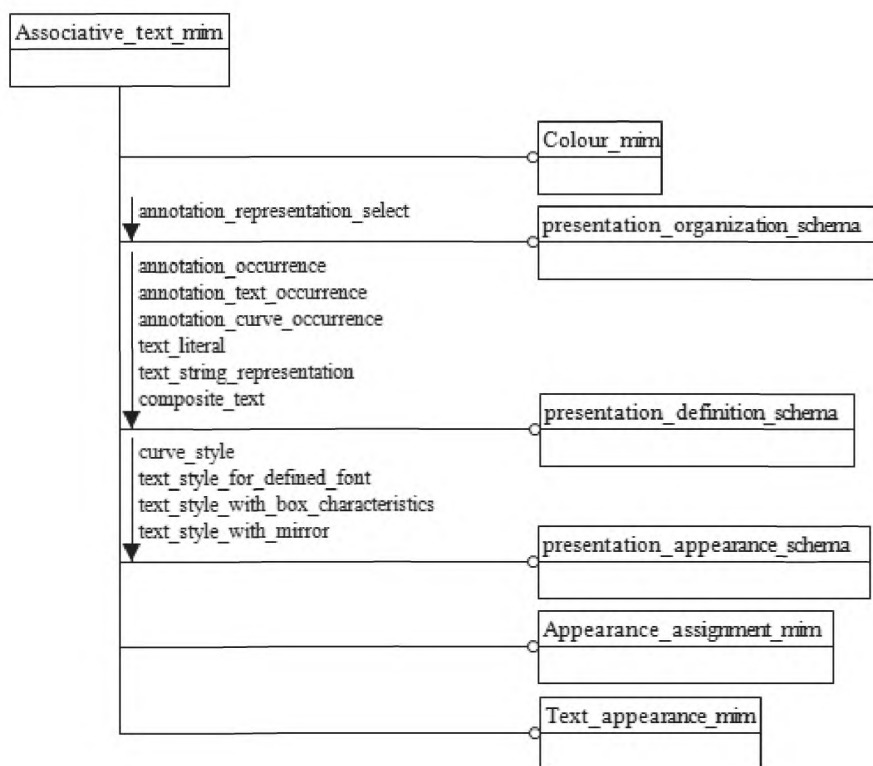 Associative_text_mim
Colour_mim
annotation_representation_select
presentation_organization_schema
annotation_occurrence
annotation_text_occurrence
annotation_curve_occurrence
text_literal
text_string_representation
composite_text
presentation_definition_schema
curve_style
text_style_for_defined_font
text_style_with_box_characteristics
text_style_with_mirror
presentation_appearance_schema
Appearance_assignment_mim
Text_appearance_mim